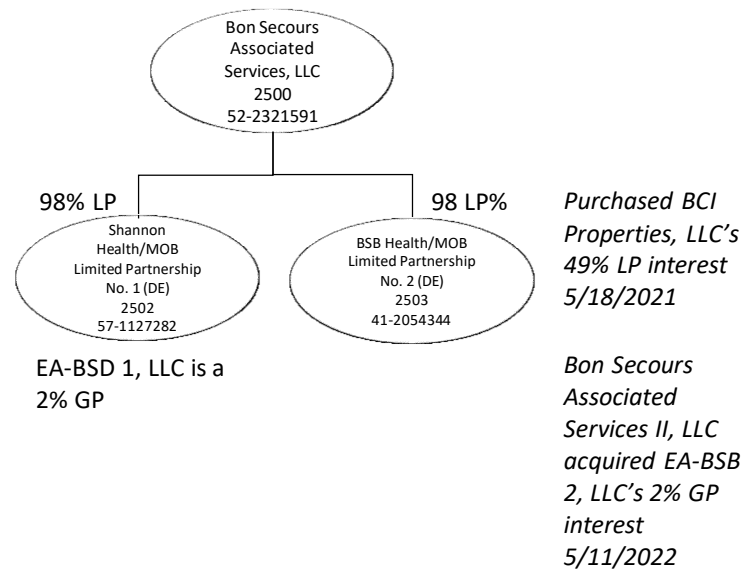 Bon Secours
Associated
Services, LLC
2500
52-2321591
98% LP
98 LP%
Shannon
Health/MOB
Limited Partnership
No. 1 (DE)
2502
57-1127282
BSB Health/MOB
Limited Partnership
No. 2 (DE)
2503
41-2054344
EA-BSD 1, LLC is a
2% GP
Purchased BCI
Properties, LLC’s
49% LP interest
5/18/2021
Bon Secours
Associated
Services II, LLC
acquired EA-BSB
2, LLC’s 2% GP
interest
5/11/2022